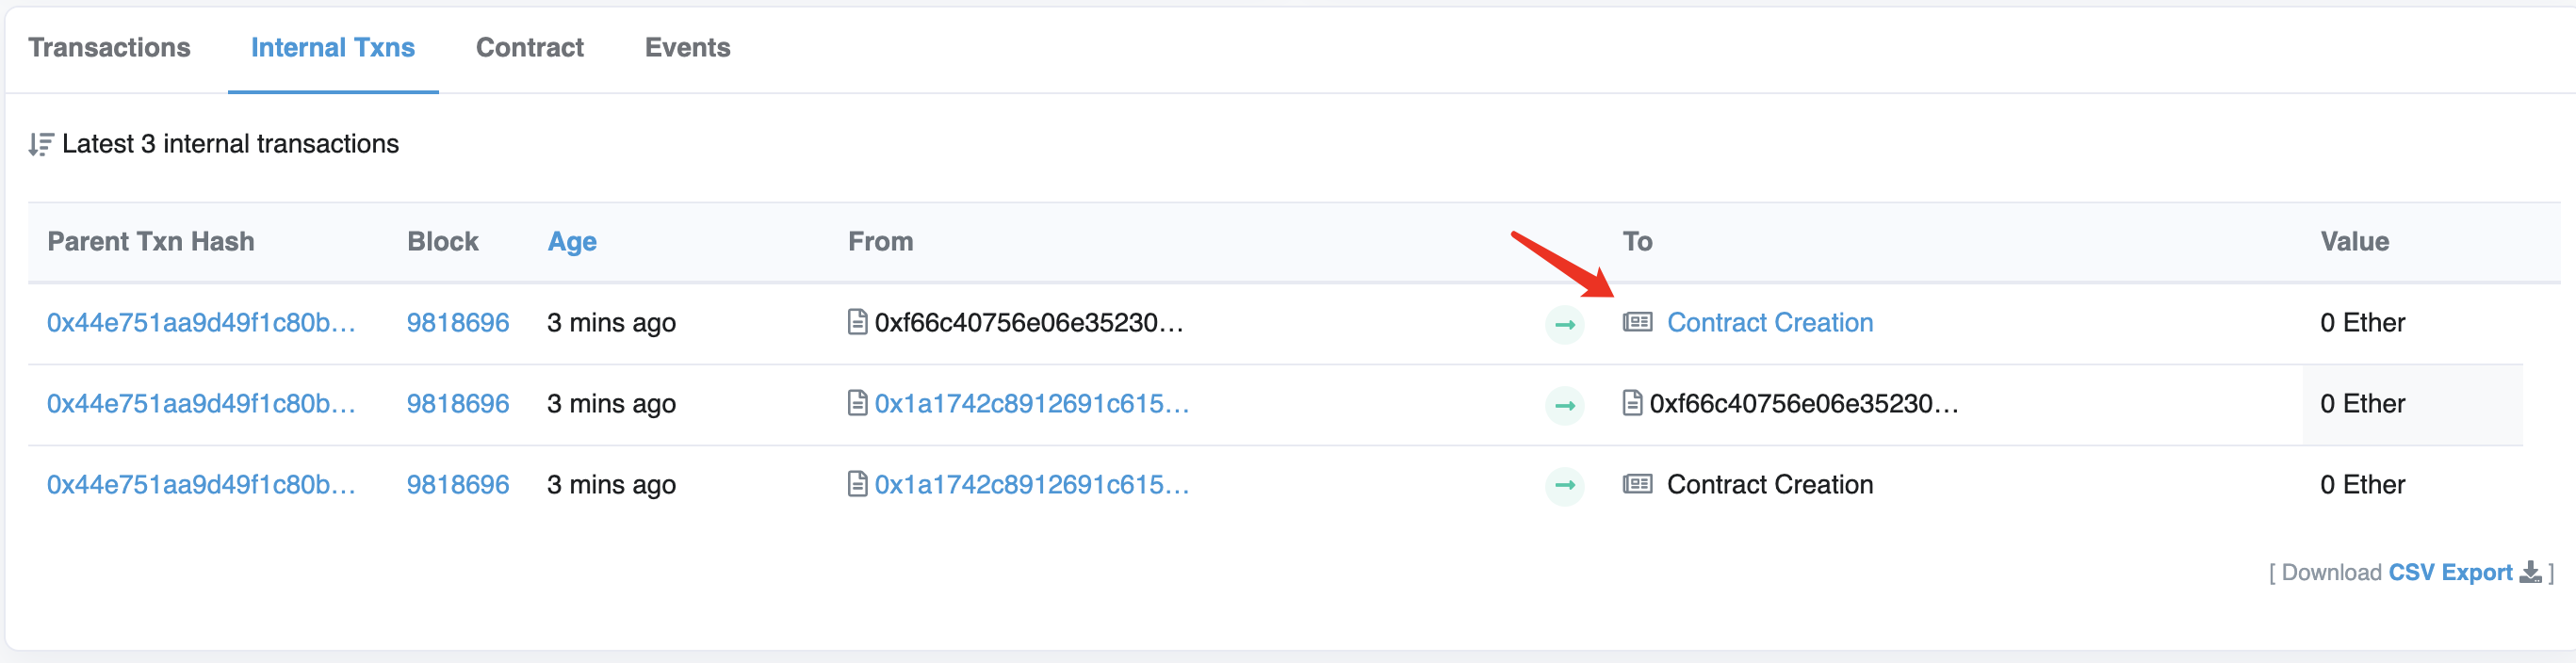 Transactions Internal Txns Contract Events
Latest 3 internal transactions
Parent Txn Hash Block Age From To Value
0x44e751aa9d49f1c80b... 9818696 3 mins ago 0xf66c40756e06e35230... Contract Creation 0 Ether
0x44e751aa9d49f1c80b... 9818696 3 mins ago 0x1a1742c8912691c615... 0xf66c40756e06e35230... 0 Ether
0x44e751aa9d49f1c80b... 9818696 3 mins ago 0x1a1742c8912691c615... Contract Creation 0 Ether
[ Download CSV Export ]